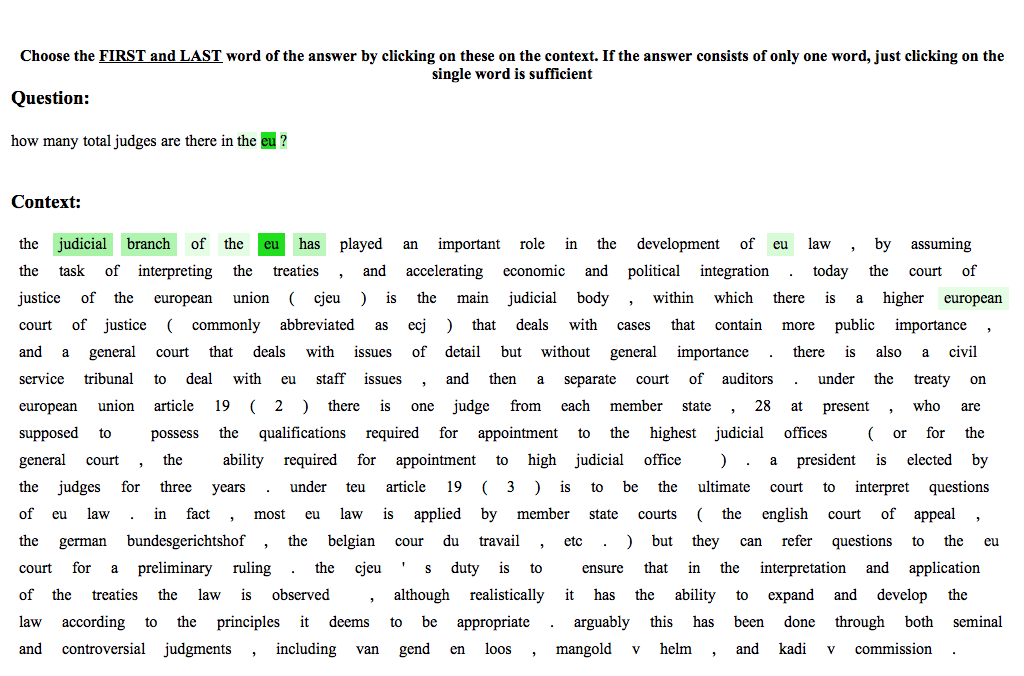 Choose the FIRST and LAST word of the answer by clicking on these on the context. If the answer consists of only one word, just clicking on the
single word is sufficient
Question:
how many total judges are there in the eu ?
Context:
the judicial branch of the eu has played an important role in the development of eu law , by assuming
the task of interpreting the treaties , and accelerating economic and political integration . today the court of
justice of the european union ( cjeu ) is the main judicial body , within which there is a higher european
court of justice ( commonly abbreviated as ecj ) that deals with cases that contain more public importance ,
and a general court that deals with issues of detail but without general importance . there is also a civil
service tribunal to deal with eu staff issues , and then a separate court of auditors . under the treaty on
european union article 19 ( 2 ) there is one judge from each member state , 28 at present , who are
supposed to possess the qualifications required for appointment to the highest judicial offices ( or for the
general court , the ability required for appointment to high judicial office ) . a president is elected by
the judges for three years . under teu article 19 ( 3 ) is to be the ultimate court to interpret questions
of eu law . in fact , most eu law is applied by member state courts ( the english court of appeal ,
the german bundesgerichtshof , the belgian cour du travail , etc . ) but they can refer questions to the eu
court for a preliminary ruling . the cjeu ' s duty is to ensure that in the interpretation and application
of the treaties the law is observed , although realistically it has the ability to expand and develop the
law according to the principles it deems to be appropriate . arguably this has been done through both seminal
and controversial judgments , including van gend en loos , mangold v helm , and kadi v commission .